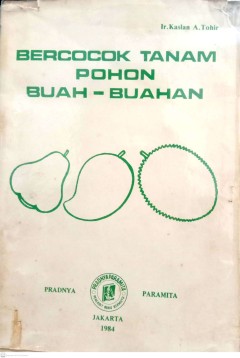 Ir. Kaslan A. Tohir
BERCOCOK TANAM
POHON
BUAH - BUAHAN
PRADNYA PARAMITA
JAKARTA
1984